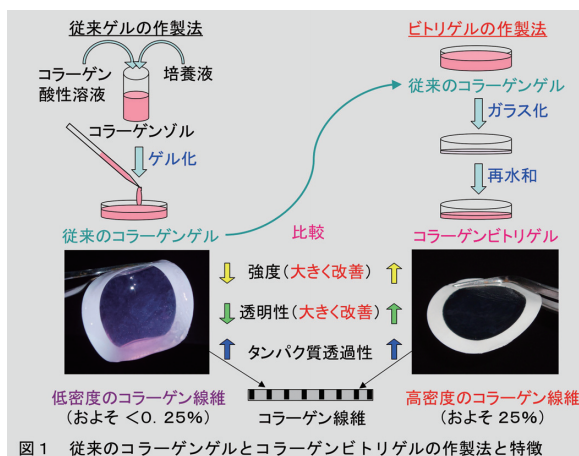 従来ゲルの作製法
コラーゲン
酸性溶液
培養液
コラーゲンゾル
ゲル化
従来のコラーゲンゲル
ビトリゲルの作製法
従来のコラーゲンゲル
ガラス化
再水和
コラーゲンビトリゲル
比較
強度(大きく改善)
透明性(大きく改善)
タンパク質透過性
低密度のコラーゲン線維
(およそ <0. 25%)
コラーゲン線維
高密度のコラーゲン線維
(およそ 25%)
図1 従来のコラーゲンゲルとコラーゲンビトリゲルの作製法と特徴